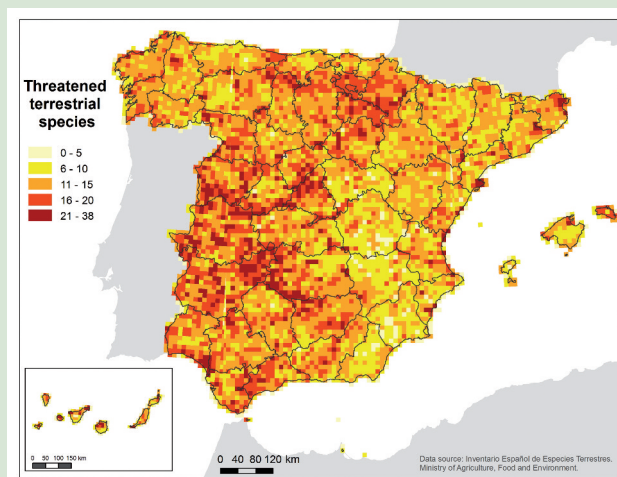 Threatened
terrestrial
species
0 - 5
6 - 10
11 - 15
16 - 20
21 - 38
0 50 100 150 km
0 40 80 120 km
Data source: Inventario Español de Especies Terrestres.
Ministry of Agriculture, Food and Environment.